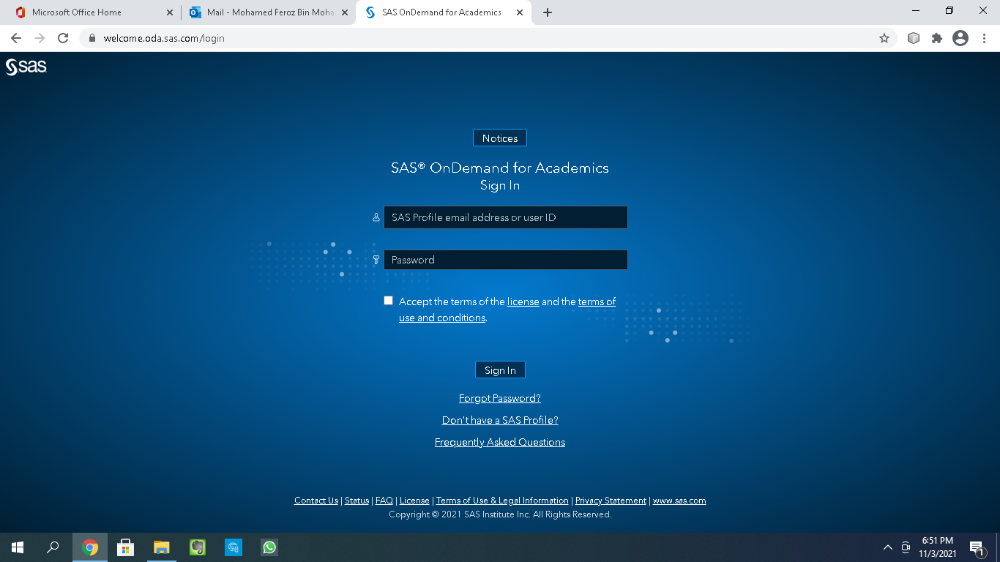 Microsoft Office Home
Mail - Mohamed Feroz Bin Moha
SAS OnDemand for Academics
welcome.oda.sas.com/login
sas
Notices
SAS® OnDemand for Academics
Sign In
SAS Profile email address or user ID
Password
Accept the terms of the license and the terms of
use and conditions.
Sign In
Forgot Password?
Don't have a SAS Profile?
Frequently Asked Questions
Contact Us | Status | FAQ | License | Terms of Use & Legal Information | Privacy Statement | www.sas.com
Copyright © 2021 SAS Institute Inc. All Rights Reserved.
6:51 PM
11/3/2021
1